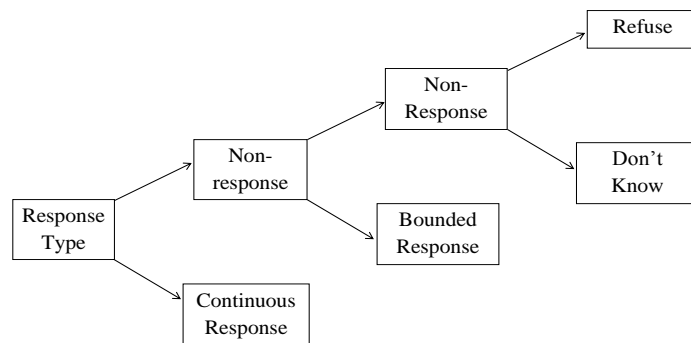 Refuse
Non-
Response
Non-
response
Don't
Know
Response
Type
Bounded
Response
Continuous
Response